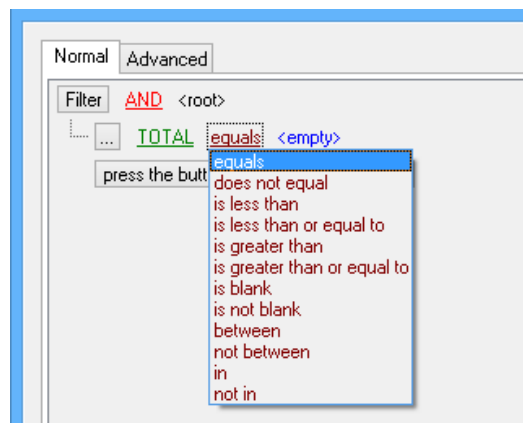 Normal Advanced
Filter AND <root>
... TOTAL equals <empty>
press the butt
equals
does not equal
is less than
is less than or equal to
is greater than
is greater than or equal to
is blank
is not blank
between
not between
in
not in